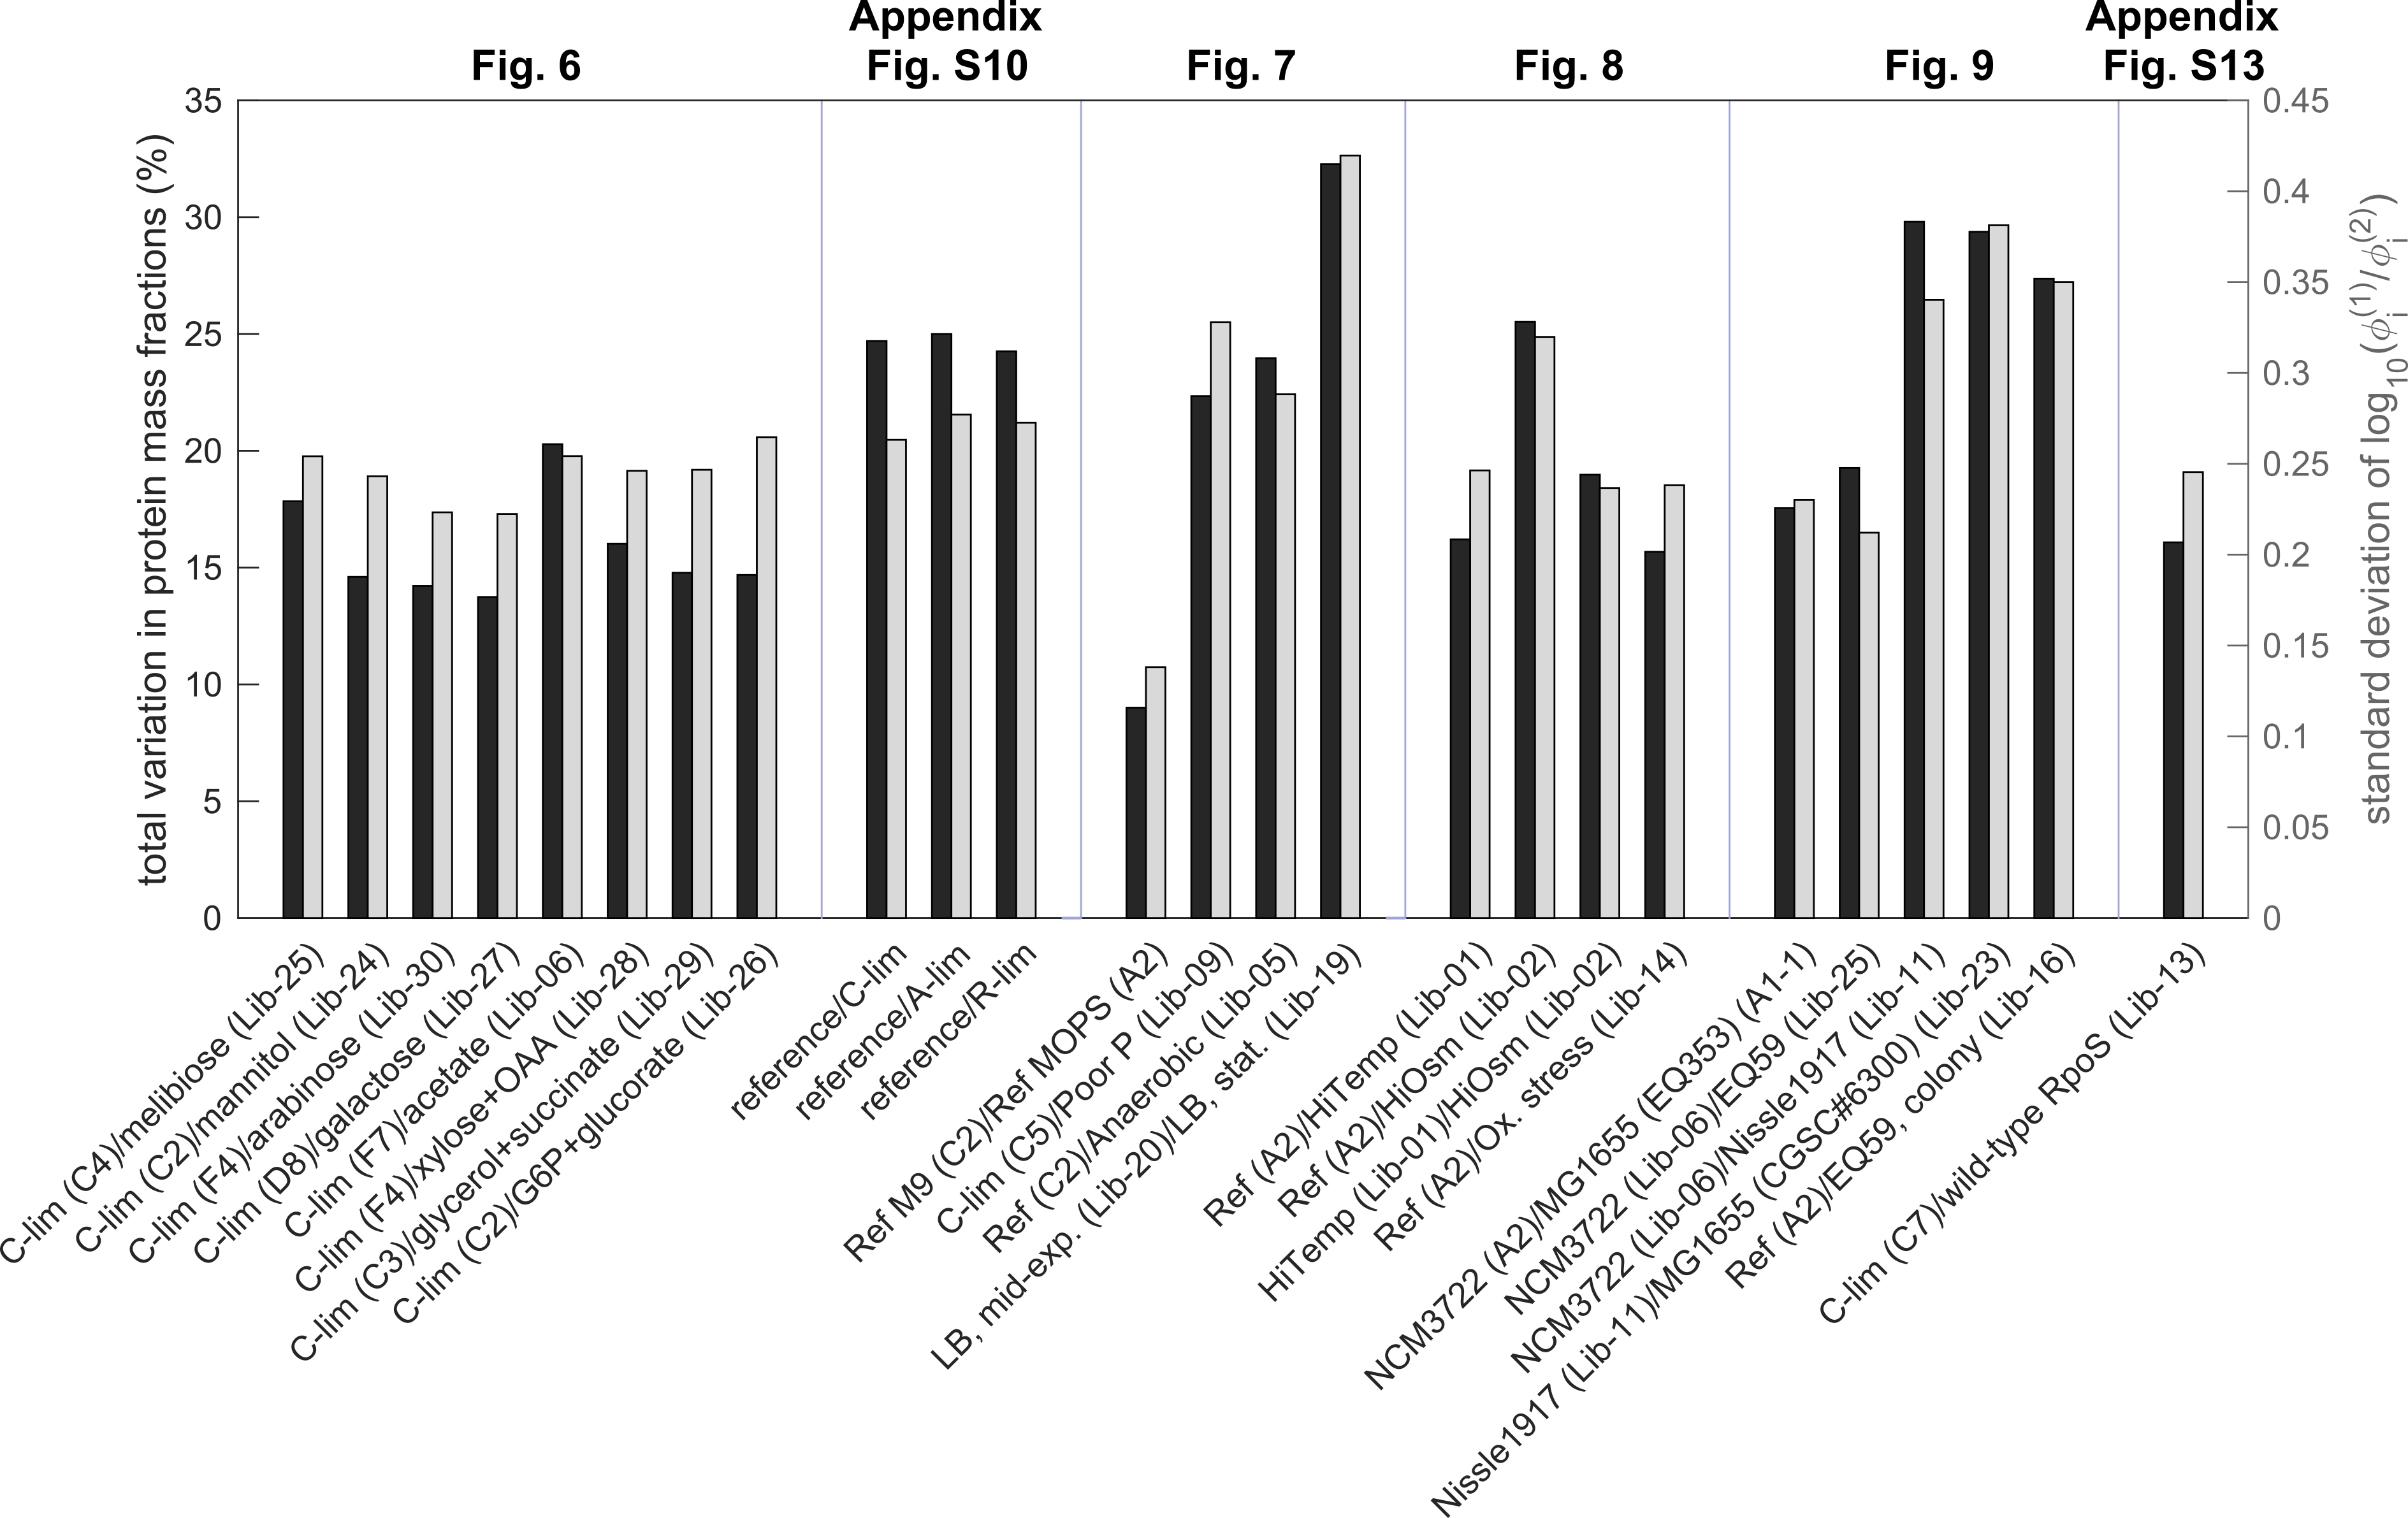 Appendix
Appendix
Fig. 6
Fig. S10
Fig. 7
Fig. 8
Fig. 9
Fig. S13
total variation in protein mass fractions (%)
35
30
25
20
15
10
5
0
0.45
0.4
0.35
0.3
0.25
0.2
0.15
0.1
0.05
0
standard deviation of log10(ϕi(1)/ϕi(2))
C-lim (C4)/melibiose (Lib-25)
C-lim (C2)/mannitol (Lib-24)
C-lim (F4)/arabinose (Lib-30)
C-lim (D8)/galactose (Lib-27)
C-lim (F7)/acetate (Lib-06)
C-lim (F4)/xylose+OAA (Lib-28)
C-lim (C3)/glycerol+succinate (Lib-29)
C-lim (C2)/G6P+glucorate (Lib-26)
reference/C-lim
reference/A-lim
reference/R-lim
Ref M9 (C2)/Ref MOPS (A2)
C-lim (C5)/Poor P (Lib-09)
Ref (C2)/Anaerobic (Lib-05)
LB, mid-exp. (Lib-20)/LB, stat. (Lib-19)
Ref (A2)/HiTemp (Lib-01)
Ref (A2)/HiOsm (Lib-02)
HiTemp (Lib-01)/HiOsm (Lib-02)
Ref (A2)/Ox. stress (Lib-14)
NCM3722 (A2)/MG1655 (EQ353) (A1-1)
NCM3722 (Lib-06)/EQ59 (Lib-25)
NCM3722 (Lib-06)/Nissle1917 (Lib-11)
Nissle1917 (Lib-11)/MG1655 (CGSC#6300) (Lib-23)
Ref (A2)/EQ59, colony (Lib-16)
C-lim (C7)/wild-type RpoS (Lib-13)